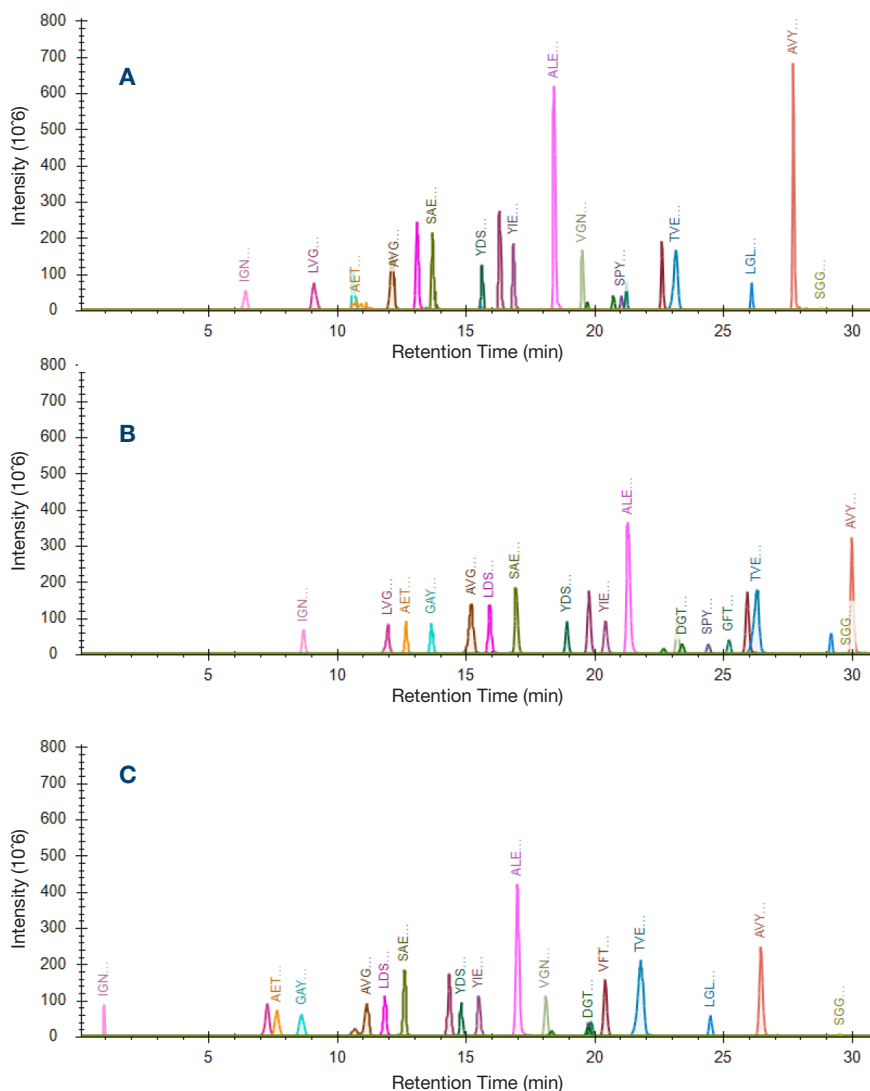 800
A
700
600
500
400
300
200
100
0
Intensity (10^6)
IGN...
LVG...
AET...
AVG...
SAE...
YDS...
YIE...
ALE...
VGN...
SPY...
TVE...
LGL...
AVY...
SGG...
5 10 15 20 25 30
Retention Time (min)
800
B
700
600
500
400
300
200
100
0
Intensity (10^6)
IGN...
LVG...
AET...
GAY...
AVG...
LDS...
SAE...
YDS...
YIE...
ALE...
DGT...
SPY...
GFT...
TVE...
SGG...
AVY...
5 10 15 20 25 30
Retention Time (min)
800
C
700
600
500
400
300
200
100
0
Intensity (10^6)
IGN...
AET...
GAY...
AVG...
LDS...
SAE...
YDS...
YIE...
ALE...
VGN...
DGT...
VFT...
TVE...
LGL...
AVY...
SGG...
5 10 15 20 25 30
Retention Time (min)